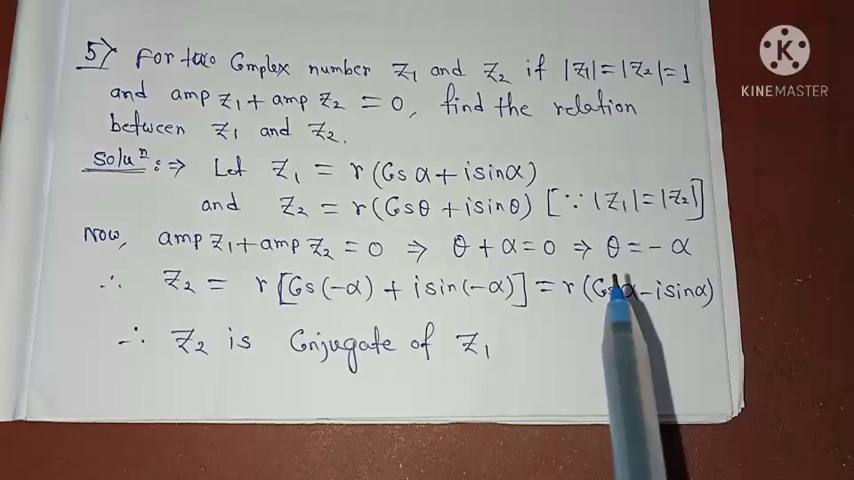 5) For two Complex number z₁ and z₂ if |z₁| = |z₂| = 1
and amp z₁ + amp z₂ = 0, find the relation
between z₁ and z₂.
Soluⁿ :⇒ Let z₁ = r (Cos α + i sin α)
and z₂ = r (Cos θ + i sin θ) [∵ |z₁| = |z₂|]
Now, amp z₁ + amp z₂ = 0 ⇒ θ + α = 0 ⇒ θ = - α
∴ z₂ = r [Cos (-α) + i sin (-α)] = r (Cos α - i sin α)
∴ z₂ is Conjugate of z₁
KINEMASTER